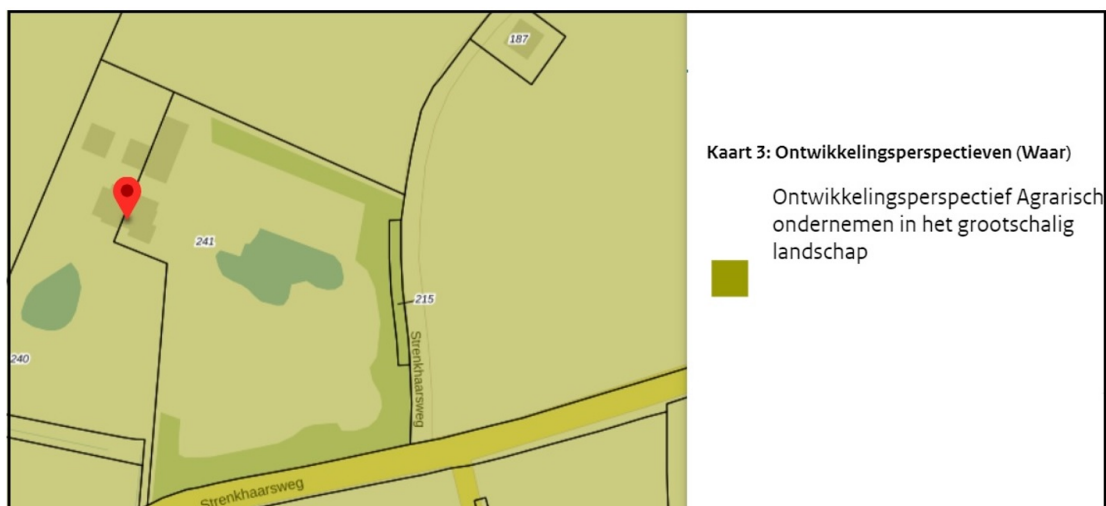 187
241
215
240
Strenkhaarsweg
Strenkhaarsweg
Kaart 3: Ontwikkelingsperspectieven (Waar)
Ontwikkelingsperspectief Agrarisch
ondernemen in het grootschalig
landschap